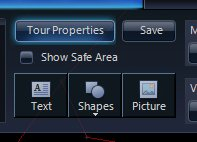 Tour Properties Save
Show Safe Area
Text Shapes Picture